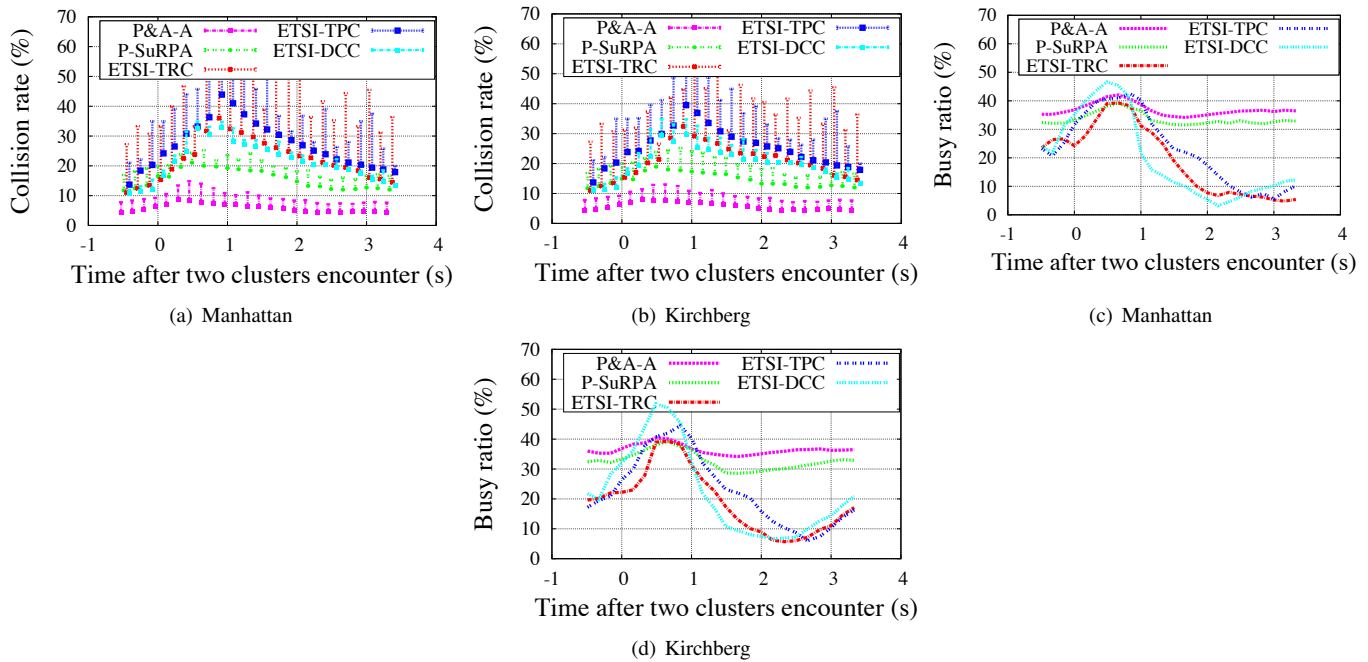 70
60
50
40
30
20
10
0
Collision rate (%)
P&A-A
P-SuRPA
ETSI-TRC
ETSI-TPC
ETSI-DCC
-1 0 1 2 3 4
Time after two clusters encounter (s)
(a) Manhattan
70
60
50
40
30
20
10
0
Collision rate (%)
P&A-A
P-SuRPA
ETSI-TRC
ETSI-TPC
ETSI-DCC
-1 0 1 2 3 4
Time after two clusters encounter (s)
(b) Kirchberg
70
60
50
40
30
20
10
0
Busy ratio (%)
P&A-A
P-SuRPA
ETSI-TRC
ETSI-TPC
ETSI-DCC
-1 0 1 2 3 4
Time after two clusters encounter (s)
(c) Manhattan
70
60
50
40
30
20
10
0
Busy ratio (%)
P&A-A
P-SuRPA
ETSI-TRC
ETSI-TPC
ETSI-DCC
-1 0 1 2 3 4
Time after two clusters encounter (s)
(d) Kirchberg